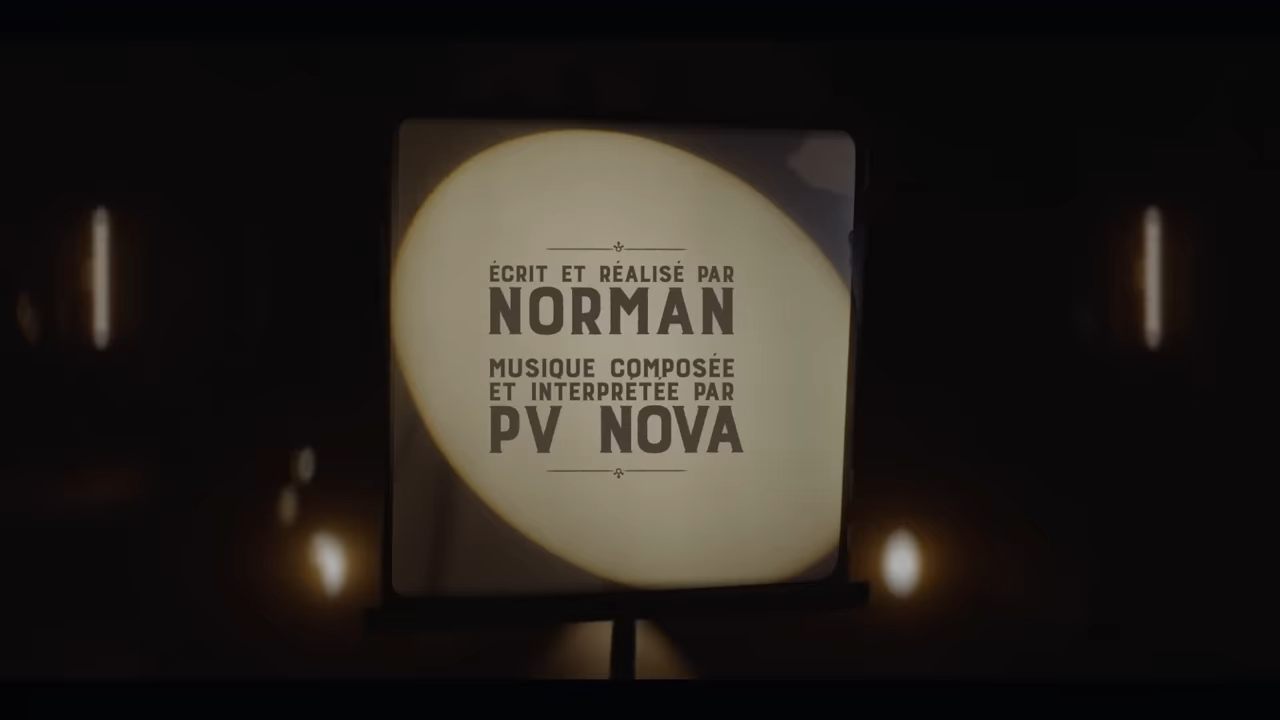 ÉCRIT ET RÉALISÉ PAR
NORMAN
MUSIQUE COMPOSÉE
ET INTERPRÉTÉE PAR
PV NOVA